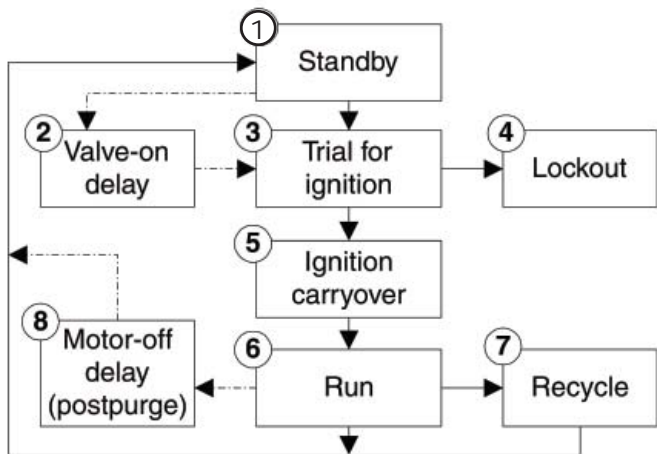 1
Standby
2
Valve-on
delay
3
Trial for
ignition
4
Lockout
5
Ignition
carryover
8
Motor-off
delay
(postpurge)
6
Run
7
Recycle